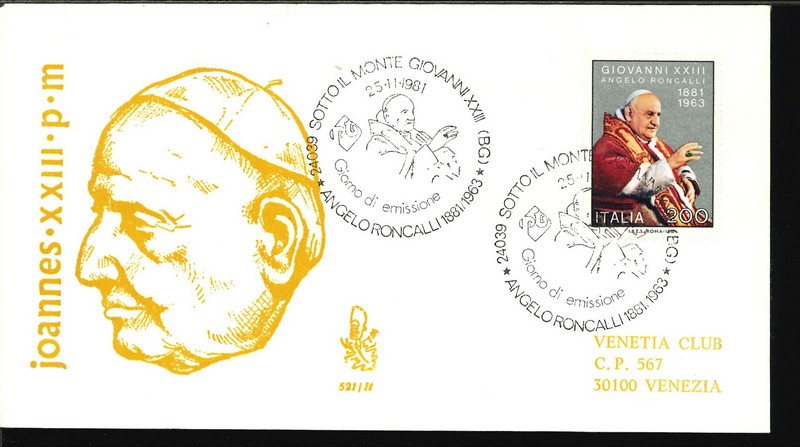 joannes·XXIII·p·m
24039 SOTTO IL MONTE GIOVANNI XXIII (BG)
25·11·1981
Giorno di emissione
★ ANGELO RONCALLI 1881·1963 ★
GIOVANNI XXIII
ANGELO RONCALLI
1881
1963
ITALIA 200
24039 SOTTO IL MONTE (BG)
25·1
Giorno di emissione
★ ANGELO RONCALLI 1881·1963 ★
521/It
VENETIA CLUB
C.P. 567
30100 VENEZIA